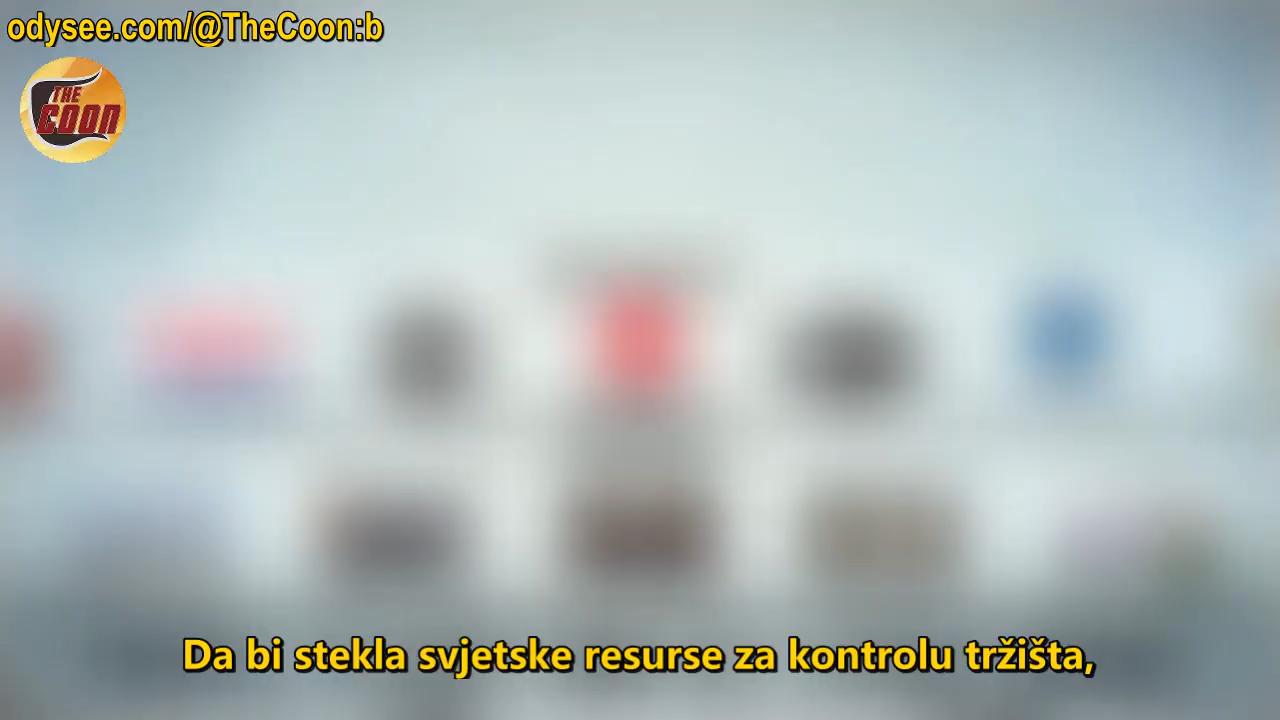 odysee.com/@TheCoon:b
THE
COON
Da bi stekla svjetske resurse za kontrolu tržišta,